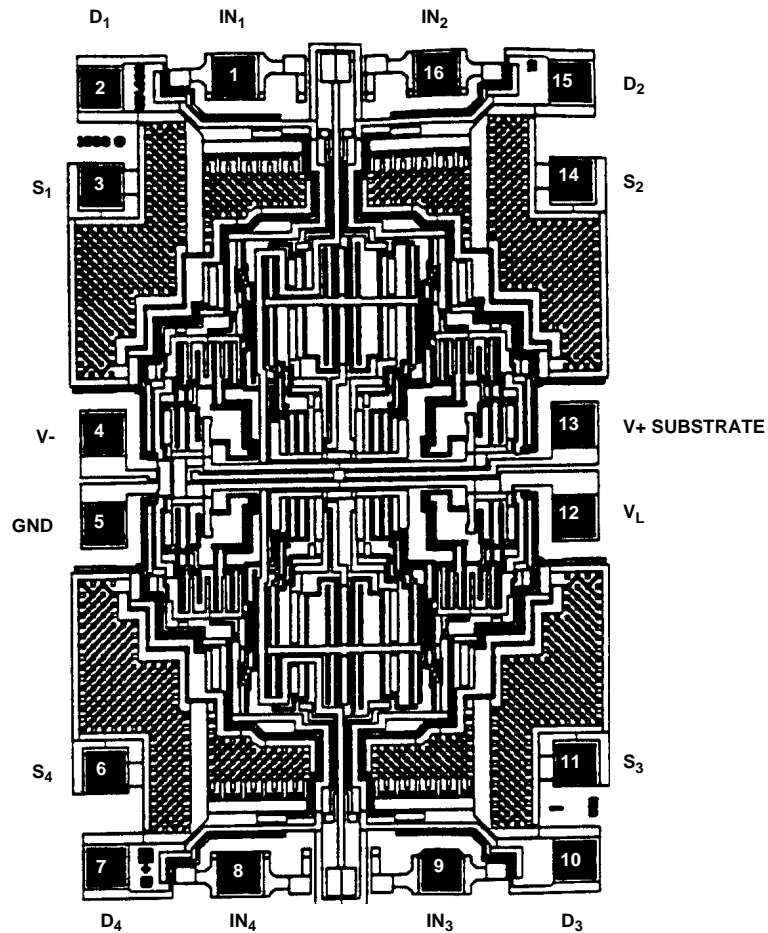 D1 IN1 IN2
1 16
2 15 D2
S1 3 14 S2
V- 4 13 V+ SUBSTRATE
GND 5 12 VL
S4 6 11 S3
7 8 9 10
D4 IN4 IN3 D3